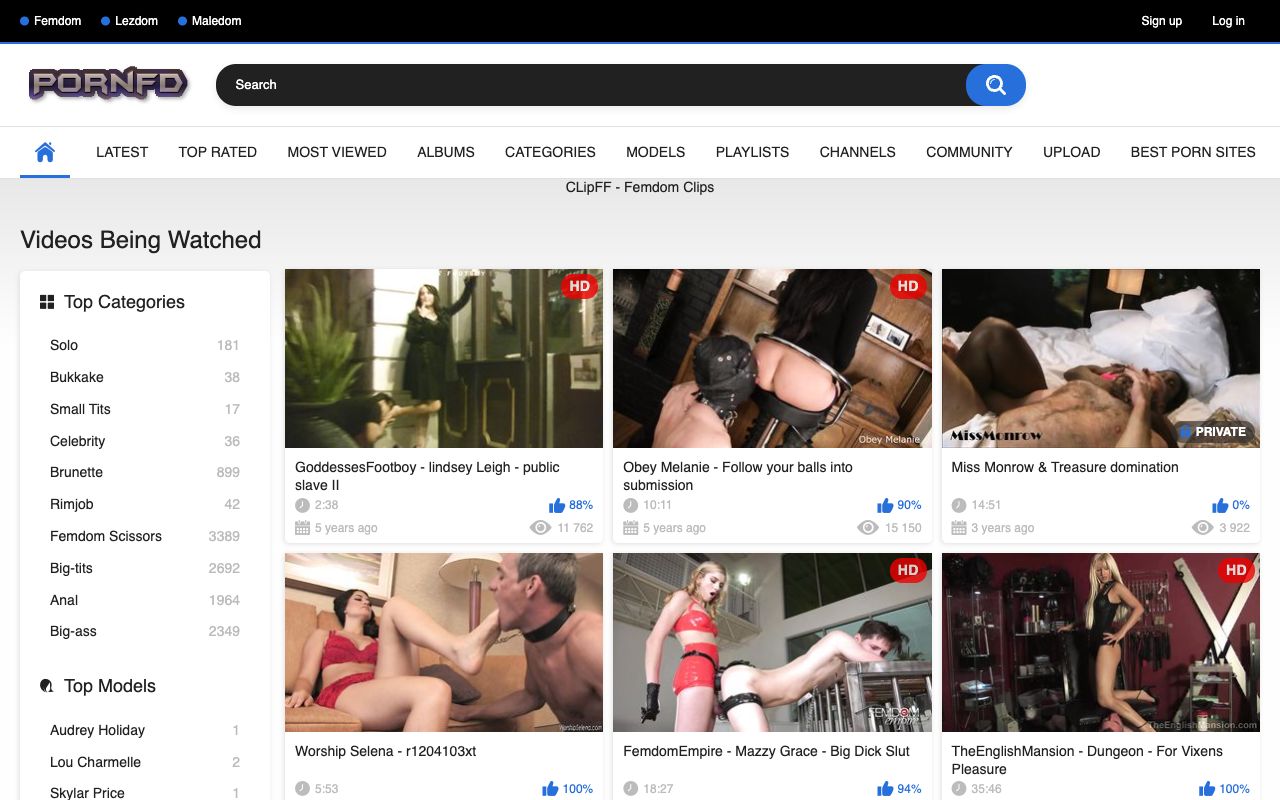 Femdom Lezdom Maledom Sign up Log in
PORNFD
Search
LATEST TOP RATED MOST VIEWED ALBUMS CATEGORIES MODELS PLAYLISTS CHANNELS COMMUNITY UPLOAD BEST PORN SITES
CLipFF - Femdom Clips
Videos Being Watched
Top Categories
Solo 181
Bukkake 38
Small Tits 17
Celebrity 36
Brunette 899
Rimjob 42
Femdom Scissors 3389
Big-tits 2692
Anal 1964
Big-ass 2349
Top Models
Audrey Holiday 1
Lou Charmelle 2
Skylar Price 1
HD
GoddessesFootboy - lindsey Leigh - public
slave II
2:38 88%
5 years ago 11 762
HD
Obey Melanie
Obey Melanie - Follow your balls into
submission
10:11 90%
5 years ago 15 150
MissMonrow
PRIVATE
Miss Monrow & Treasure domination
14:51 0%
3 years ago 3 922
WorshipSelena.com
Worship Selena - r1204103xt
5:53 100%
HD
FEMDOM
EMPIRE
FemdomEmpire - Mazzy Grace - Big Dick Slut
18:27 94%
HD
TheEnglishMansion.com
TheEnglishMansion - Dungeon - For Vixens
Pleasure
35:46 100%